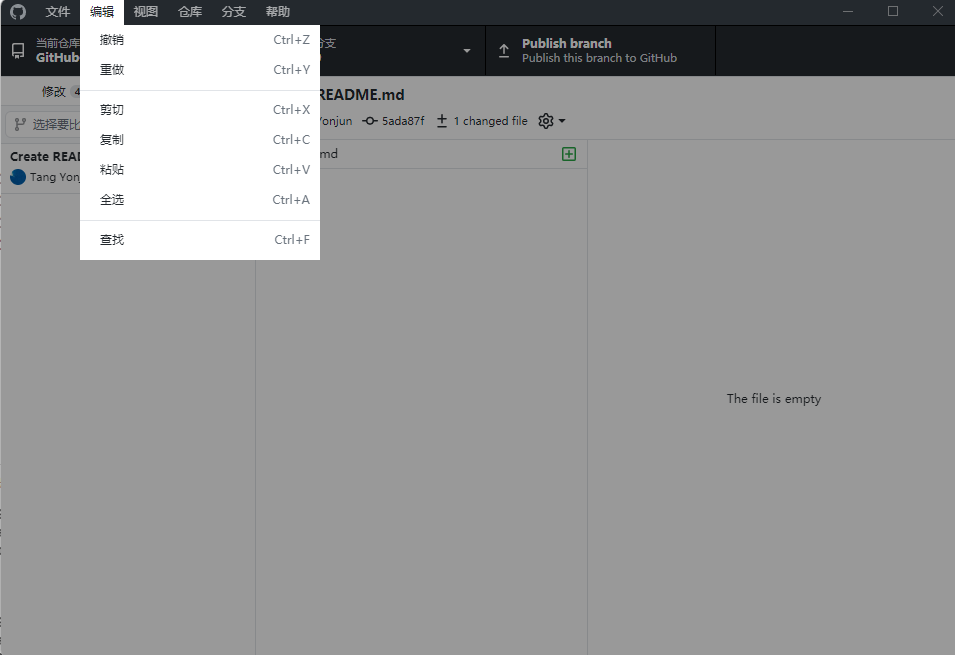 文件 编辑 视图 仓库 分支 帮助
撤销 Ctrl+Z
重做 Ctrl+Y
剪切 Ctrl+X
复制 Ctrl+C
粘贴 Ctrl+V
全选 Ctrl+A
查找 Ctrl+F
当前仓库
GitHub
分支
Publish branch
Publish this branch to GitHub
修改 4
README.md
Yonjun 5ada87f 1 changed file
选择要比
Create READ
Tang Yonj
md
The file is empty